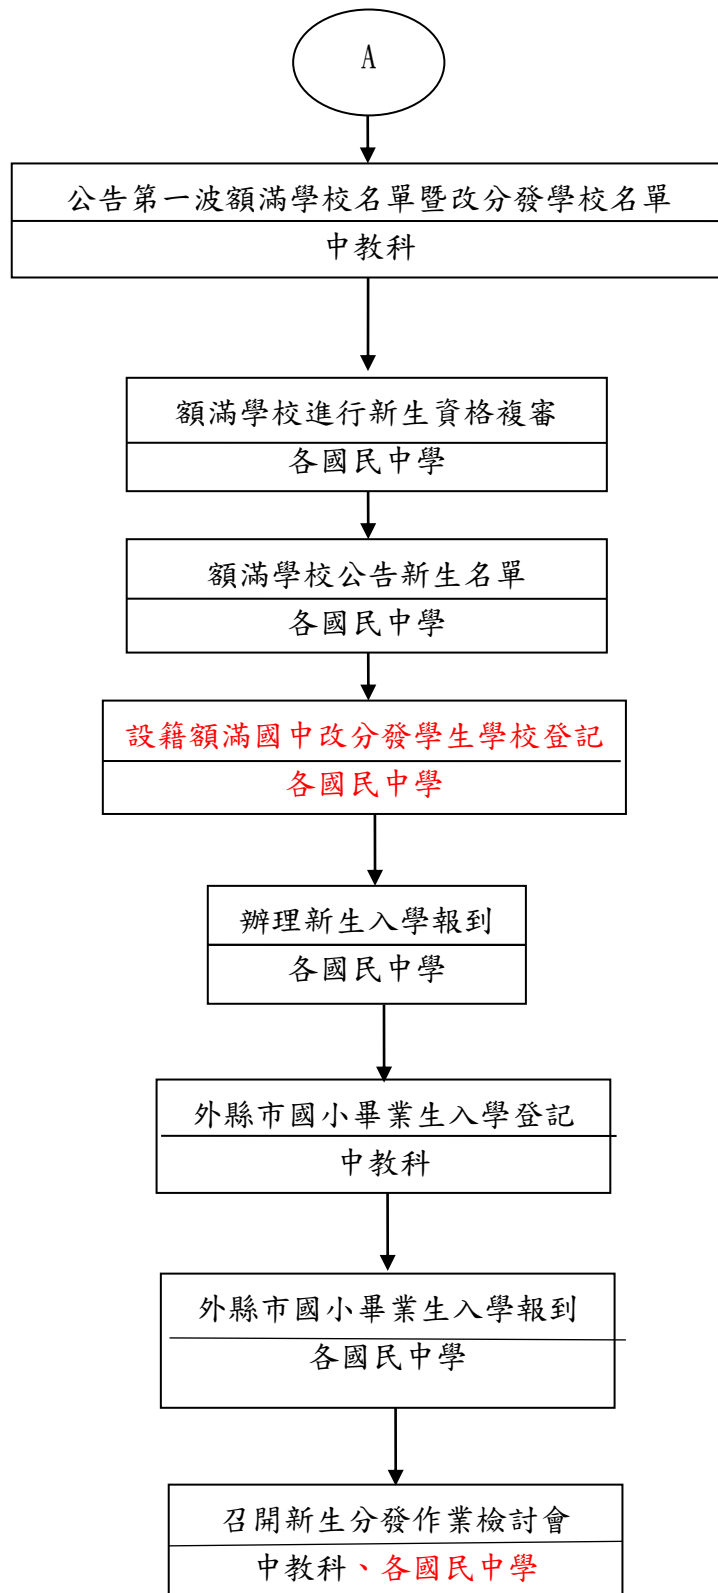 A
公告第一波額滿學校名單暨改分發學校名單
中教科
額滿學校進行新生資格複審
各國民中學
額滿學校公告新生名單
各國民中學
設籍額滿國中改分發學生學校登記
各國民中學
辦理新生入學報到
各國民中學
外縣市國小畢業生入學登記
中教科
外縣市國小畢業生入學報到
各國民中學
召開新生分發作業檢討會
中教科、各國民中學